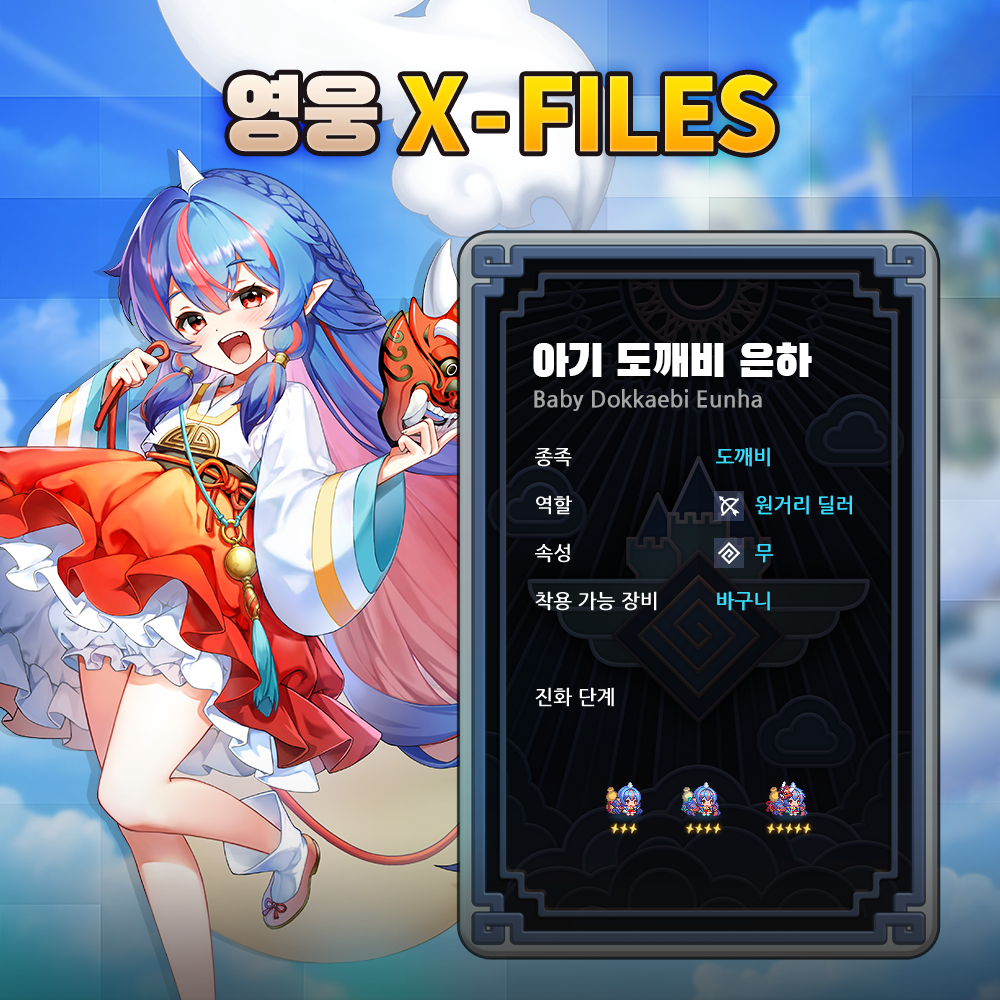 영웅 X-FILES
아기 도깨비 은하
Baby Dokkaebi Eunha
종족 도깨비
역할 원거리 딜러
속성 무
착용 가능 장비 바구니
진화 단계